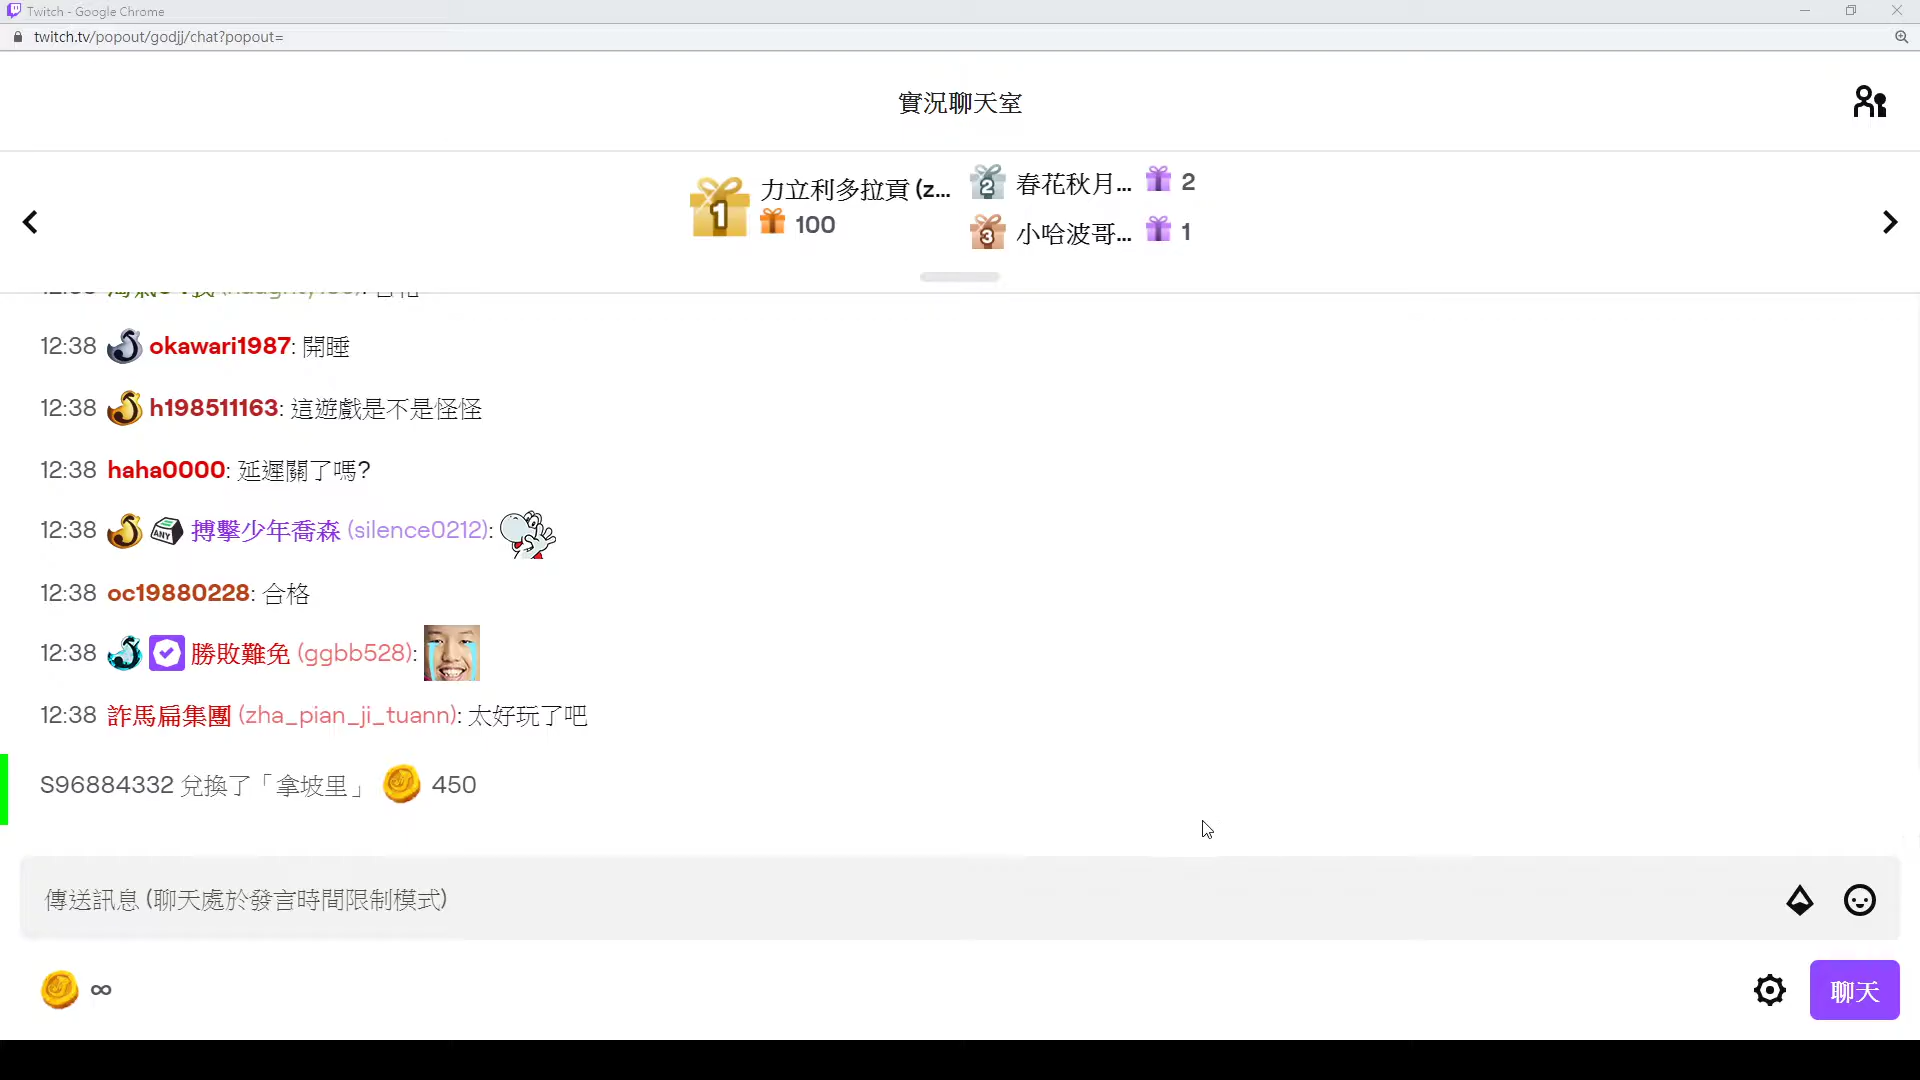 Twitch - Google Chrome
twitch.tv/popout/godjj/chat?popout=
實況聊天室
1 力立利多拉貢 (z...
100
2 春花秋月... 2
3 小哈波哥... 1
12:38 okawari1987: 開睡
12:38 h198511163: 這遊戲是不是怪怪
12:38 haha0000: 延遲關了嗎?
12:38 ANY 搏擊少年喬森 (silence0212):
12:38 oc19880228: 合格
12:38 勝敗難免 (ggbb528):
12:38 詐馬扁集團 (zha_pian_ji_tuann): 太好玩了吧
S96884332 兌換了「拿坡里」 450
傳送訊息 (聊天處於發言時間限制模式)
∞
聊天